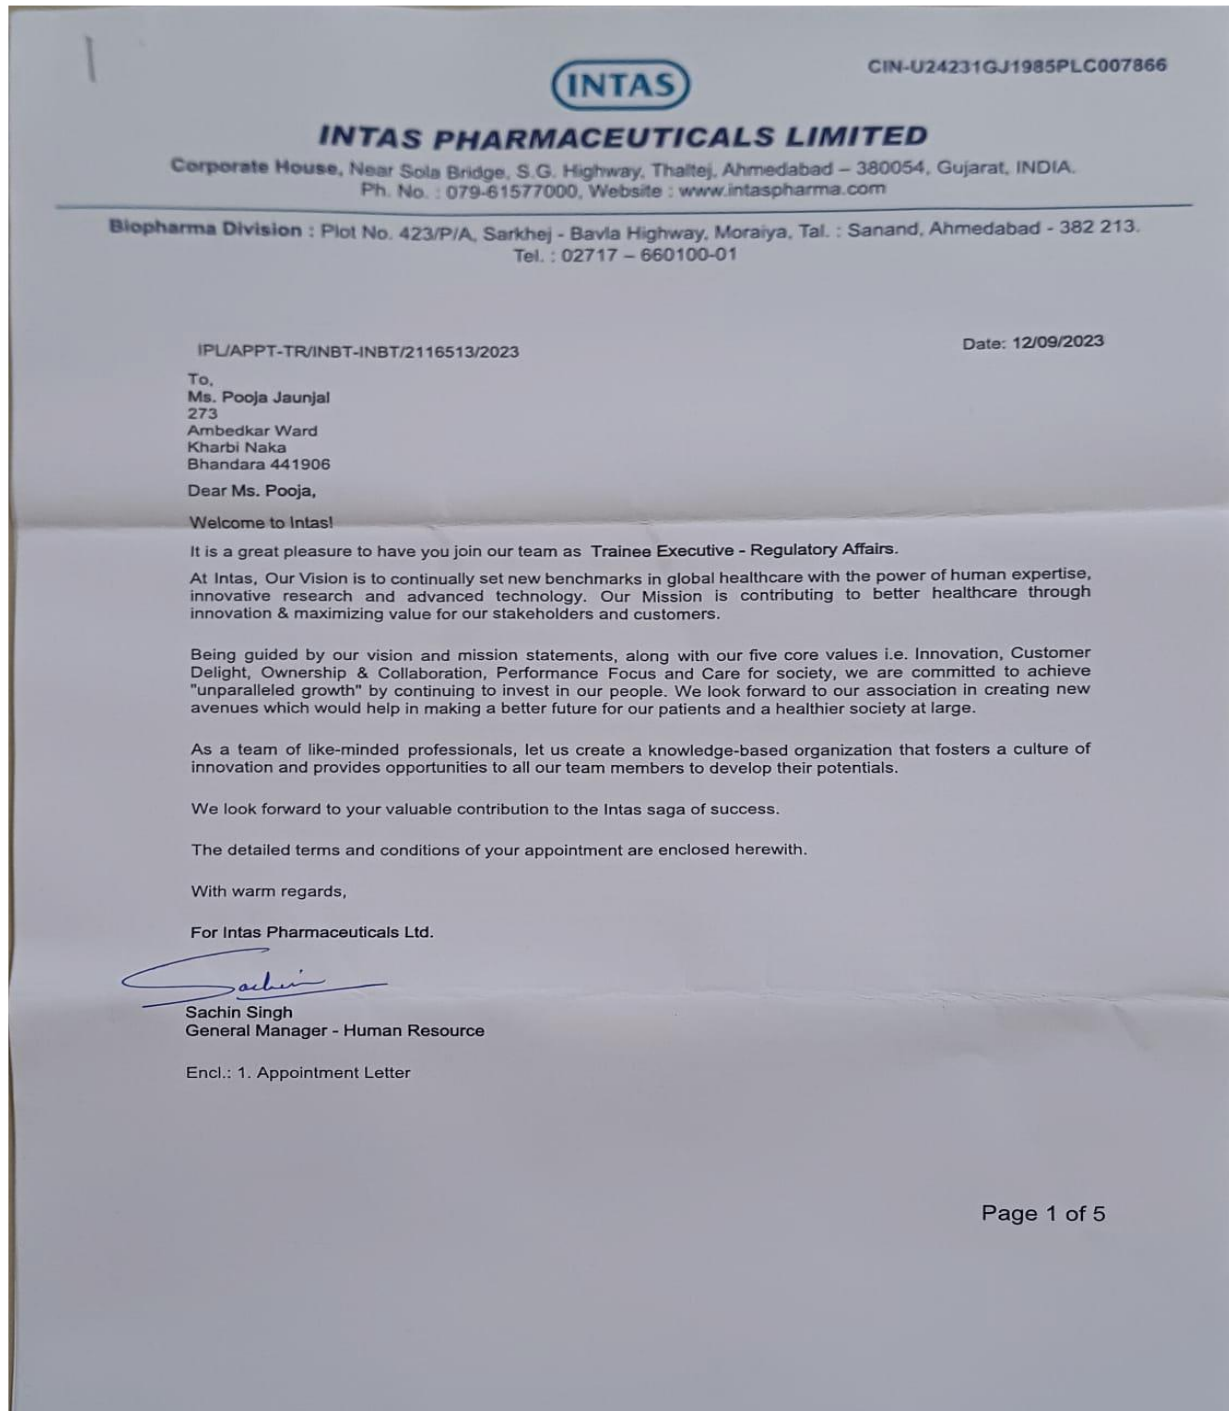 CIN-U24231GJ1985PLC007866
INTAS
INTAS PHARMACEUTICALS LIMITED
Corporate House, Near Sola Bridge, S.G. Highway, Thaltej, Ahmedabad – 380054, Gujarat, INDIA.
Ph. No. : 079-61577000, Website : www.intaspharma.com
Biopharma Division : Plot No. 423/P/A, Sarkhej - Bavla Highway, Moraiya, Tal. : Sanand, Ahmedabad - 382 213.
Tel. : 02717 – 660100-01
IPL/APPT-TR/INBT-INBT/2116513/2023
Date: 12/09/2023
To,
Ms. Pooja Jaunjal
273
Ambedkar Ward
Kharbi Naka
Bhandara 441906
Dear Ms. Pooja,
Welcome to Intas!
It is a great pleasure to have you join our team as Trainee Executive - Regulatory Affairs.
At Intas, Our Vision is to continually set new benchmarks in global healthcare with the power of human expertise,
innovative research and advanced technology. Our Mission is contributing to better healthcare through
innovation & maximizing value for our stakeholders and customers.
Being guided by our vision and mission statements, along with our five core values i.e. Innovation, Customer
Delight, Ownership & Collaboration, Performance Focus and Care for society, we are committed to achieve
"unparalleled growth" by continuing to invest in our people. We look forward to our association in creating new
avenues which would help in making a better future for our patients and a healthier society at large.
As a team of like-minded professionals, let us create a knowledge-based organization that fosters a culture of
innovation and provides opportunities to all our team members to develop their potentials.
We look forward to your valuable contribution to the Intas saga of success.
The detailed terms and conditions of your appointment are enclosed herewith.
With warm regards,
For Intas Pharmaceuticals Ltd.
Sachin
Sachin Singh
General Manager - Human Resource
Encl.: 1. Appointment Letter
Page 1 of 5